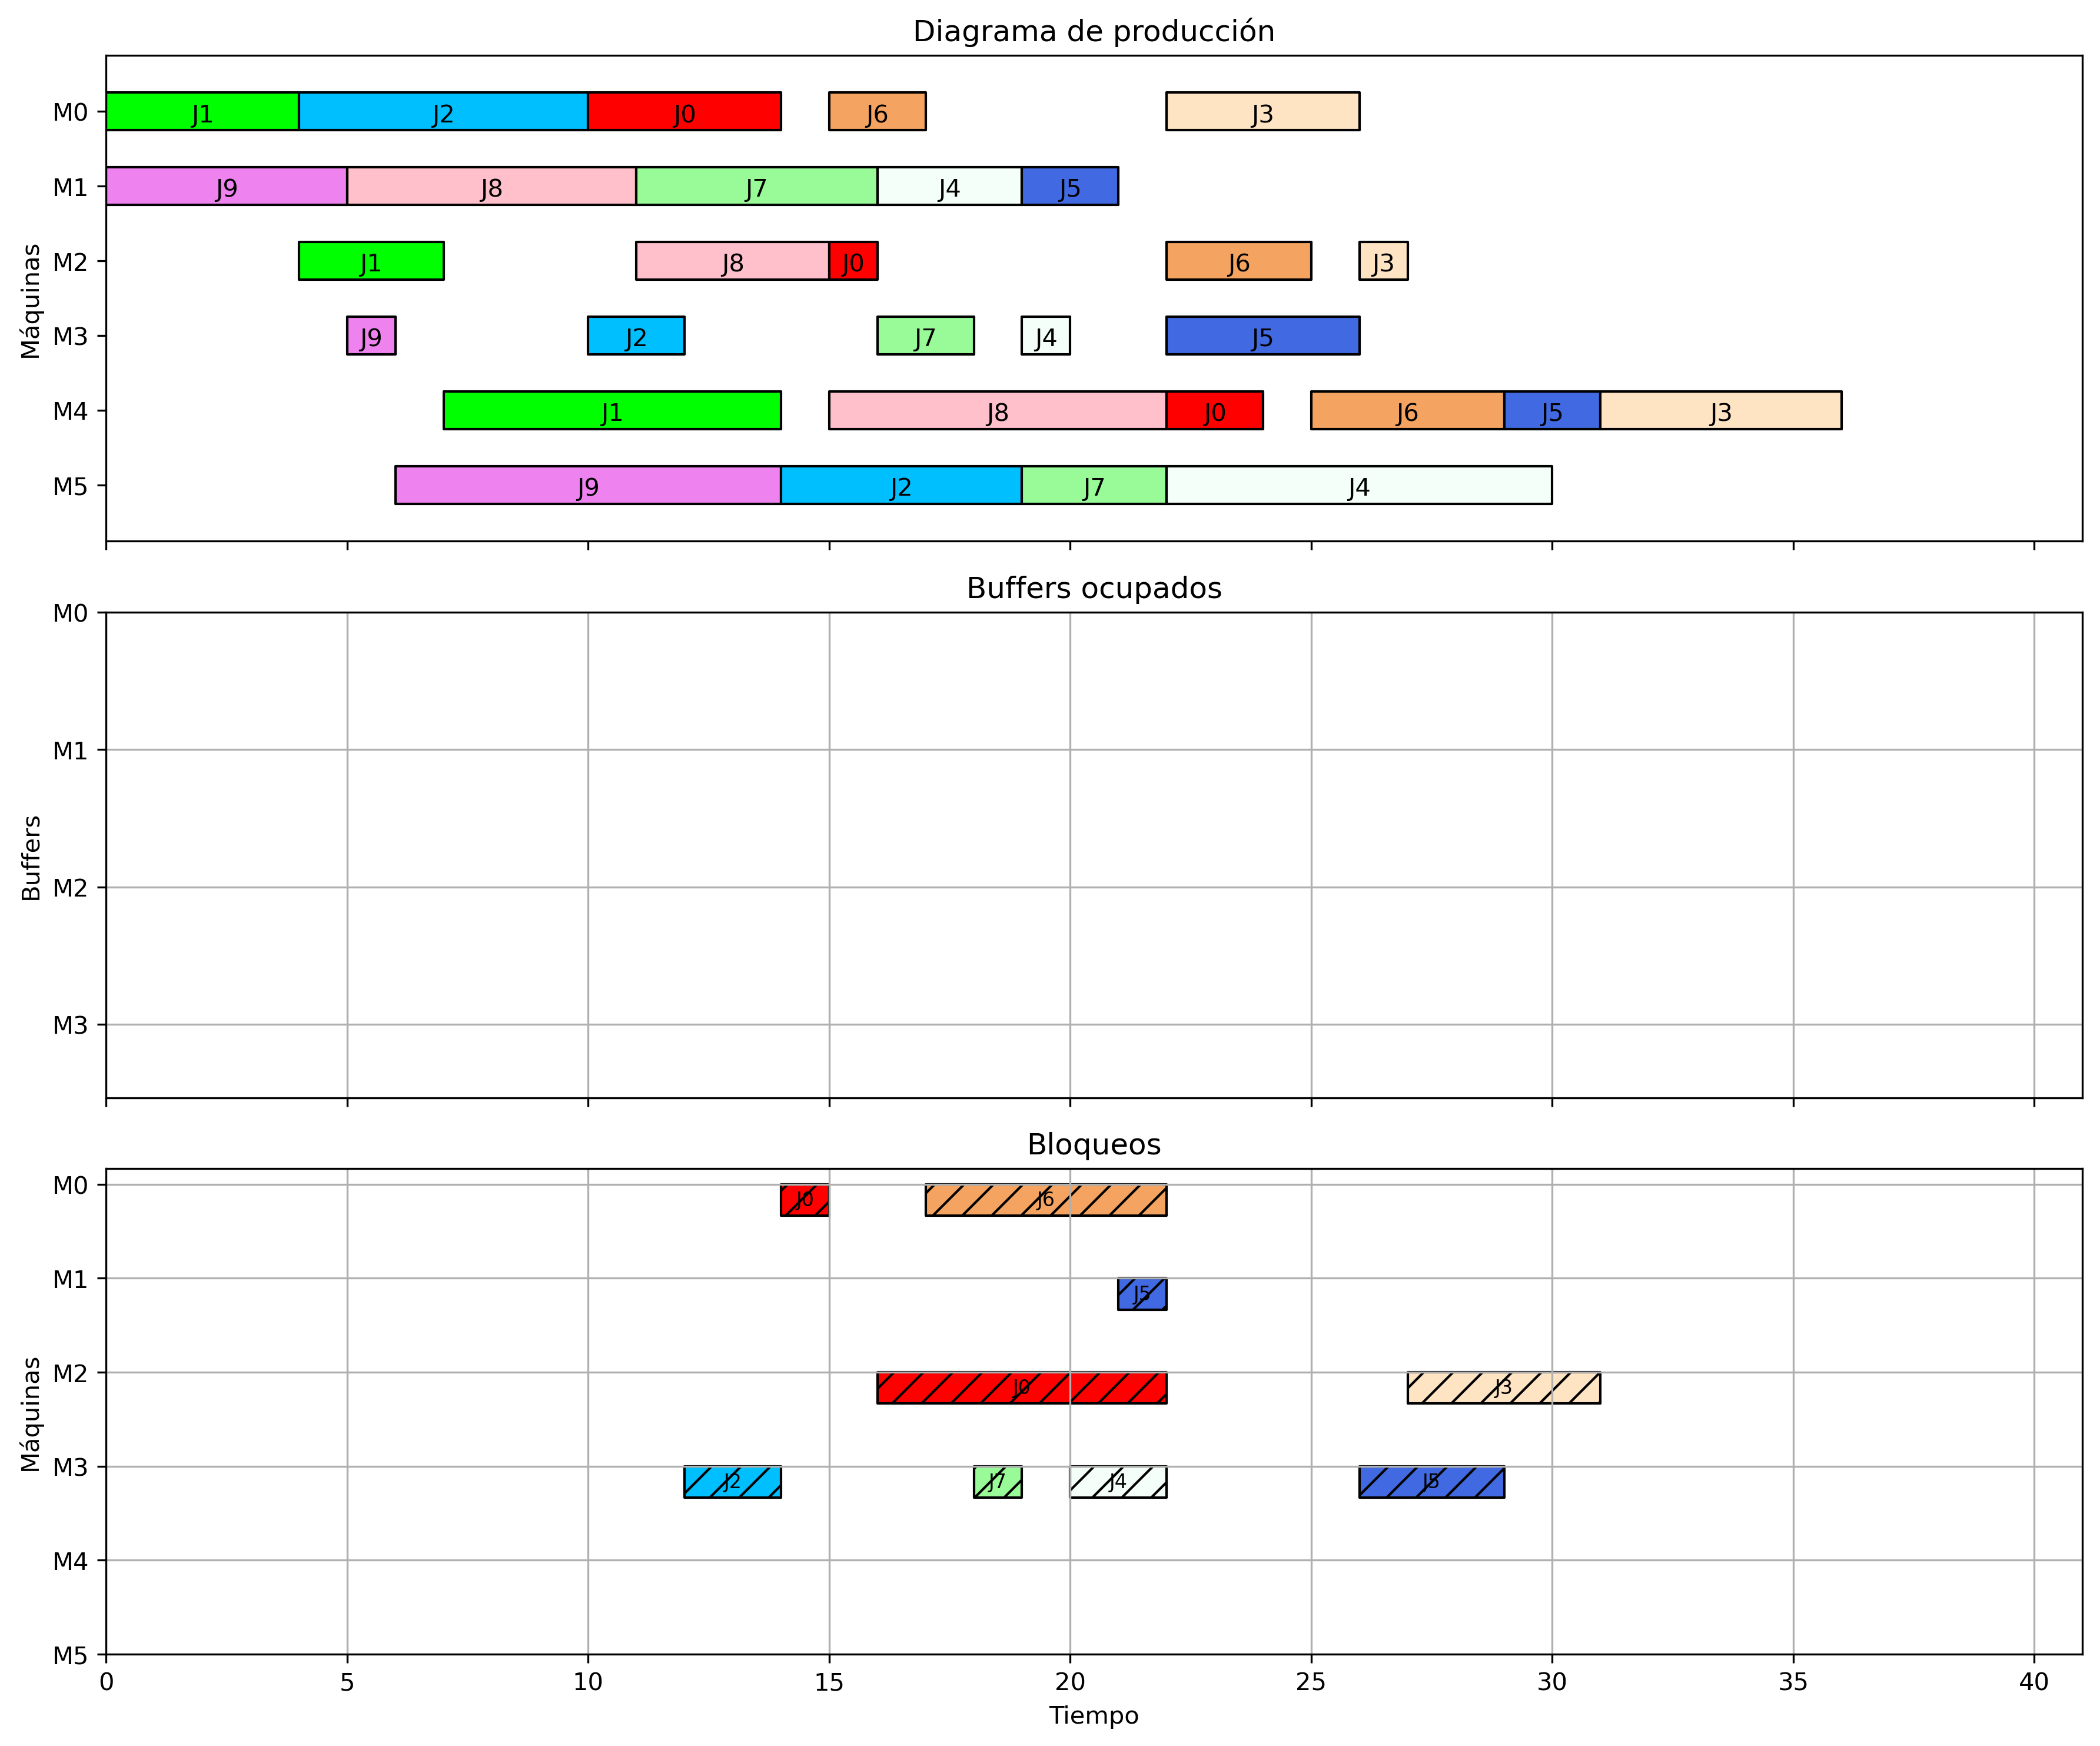 Diagrama de producción
M0 J1 J2 J0 J6 J3
M1 J9 J8 J7 J4 J5
M2 J1 J8 J0 J6 J3
M3 J9 J2 J7 J4 J5
M4 J1 J8 J0 J6 J5 J3
M5 J9 J2 J7 J4
Máquinas
Buffers ocupados
M0
M1
M2
M3
Buffers
Bloqueos
M0 J0 J6
M1 J5
M2 J0 J3
M3 J2 J7 J4 J5
M4
M5
Máquinas
0 5 10 15 20 25 30 35 40
Tiempo